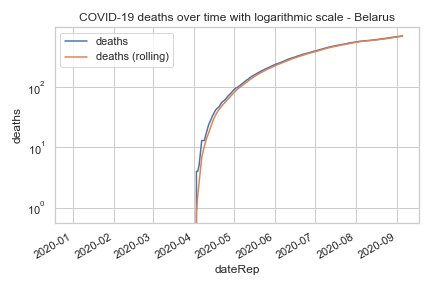 COVID-19 deaths over time with logarithmic scale - Belarus
deaths
deaths (rolling)
deaths
10²
10¹
10⁰
2020-01
2020-02
2020-03
2020-04
2020-05
2020-06
2020-07
2020-08
2020-09
dateRep